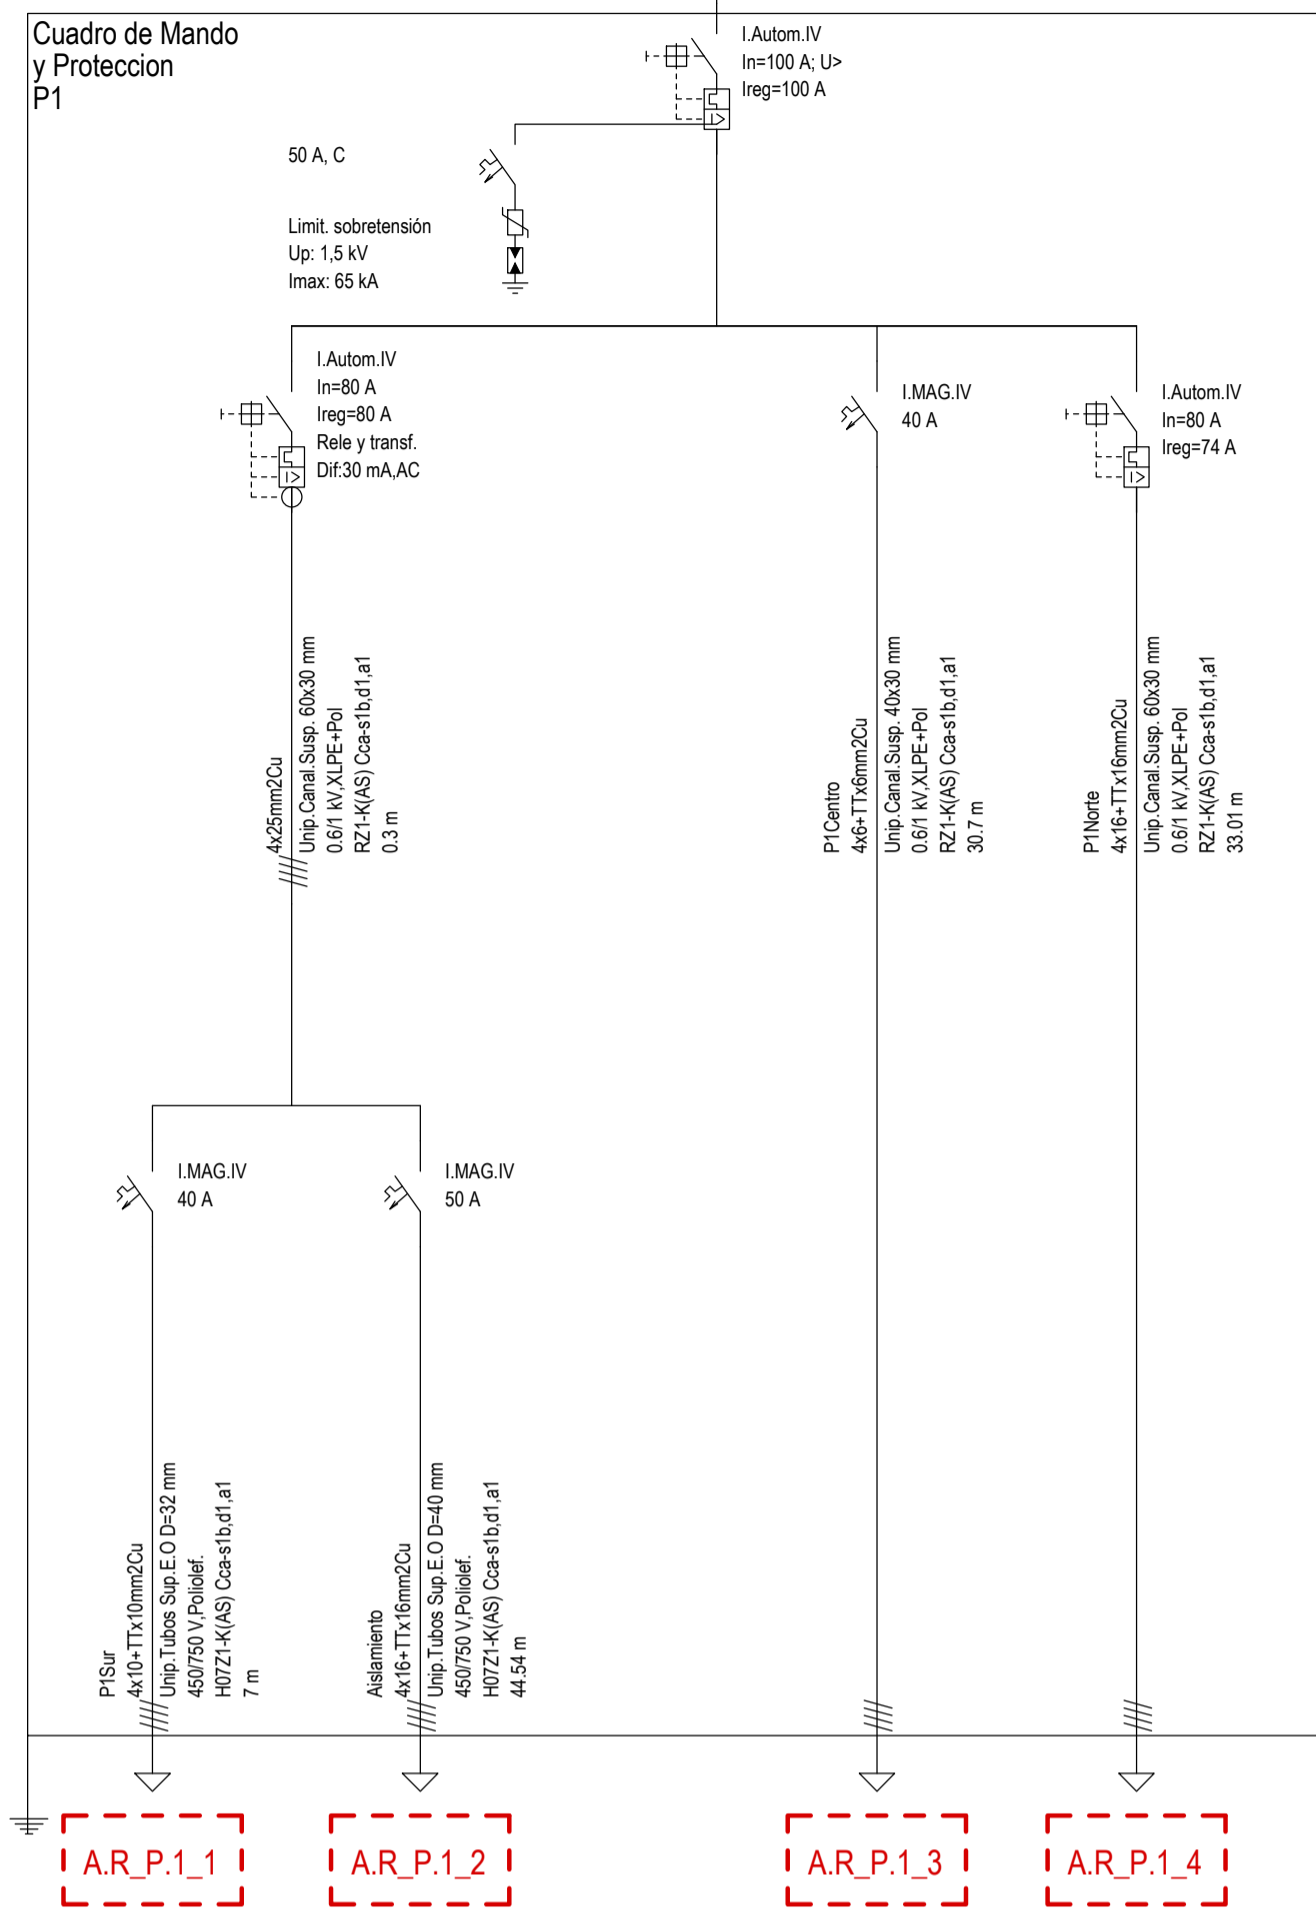 Cuadro de Mando
y Proteccion
P1
I.Autom.IV
In=100 A; U>
Ireg=100 A
50 A, C
Limit. sobretensión
Up: 1,5 kV
Imax: 65 kA
I.Autom.IV
In=80 A
Ireg=80 A
Rele y transf.
Dif:30 mA,AC
I.MAG.IV
40 A
I.Autom.IV
In=80 A
Ireg=74 A
4x25mm2Cu
Unip.Canal.Susp. 60x30 mm
0.6/1 kV,XLPE+Pol
RZ1-K(AS) Cca-s1b,d1,a1
0.3 m
P1Centro
4x6+TTx6mm2Cu
Unip.Canal.Susp. 40x30 mm
0.6/1 kV,XLPE+Pol
RZ1-K(AS) Cca-s1b,d1,a1
30.7 m
P1Norte
4x16+TTx16mm2Cu
Unip.Canal.Susp. 60x30 mm
0.6/1 kV,XLPE+Pol
RZ1-K(AS) Cca-s1b,d1,a1
33.01 m
I.MAG.IV
40 A
I.MAG.IV
50 A
P1Sur
4x10+TTx10mm2Cu
Unip.Tubos Sup.E.O D=32 mm
450/750 V,Poliolef.
H07Z1-K(AS) Cca-s1b,d1,a1
7 m
Aislamiento
4x16+TTx16mm2Cu
Unip.Tubos Sup.E.O D=40 mm
450/750 V,Poliolef.
H07Z1-K(AS) Cca-s1b,d1,a1
44.54 m
A.R_P.1_1
A.R_P.1_2
A.R_P.1_3
A.R_P.1_4